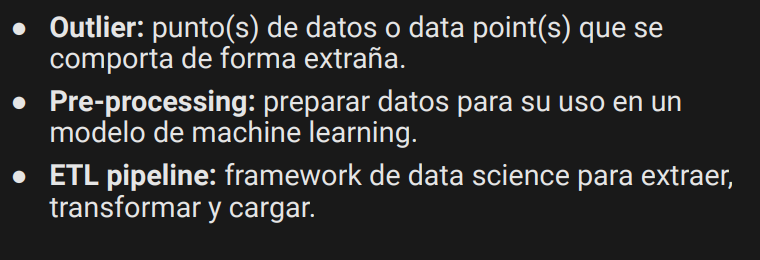 ● Outlier: punto(s) de datos o data point(s) que se
comporta de forma extraña.
● Pre-processing: preparar datos para su uso en un
modelo de machine learning.
● ETL pipeline: framework de data science para extraer,
transformar y cargar.